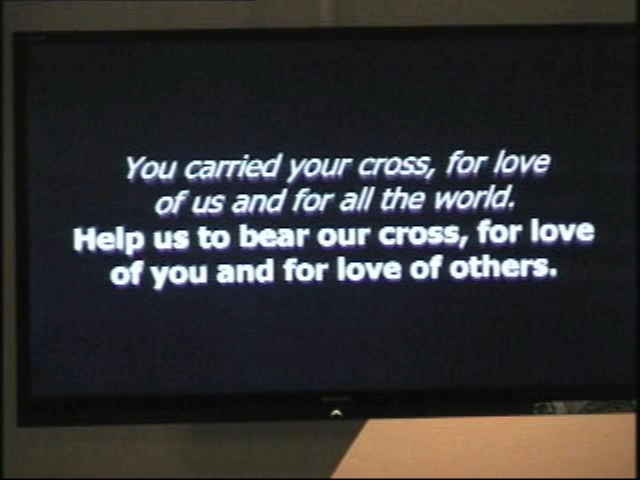 You carried your cross, for love
of us and for all the world.
Help us to bear our cross, for love
of you and for love of others.